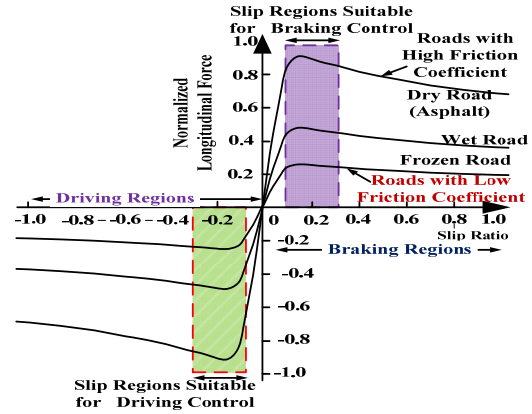 Slip Regions Suitable
for Braking Control
Normalized
Longitudinal Force
1.0
0.8
0.6
0.4
0.2
Roads with
High Friction
Coefficient
Dry Road
(Asphalt)
Wet Road
Frozen Road
Roads with Low
Friction Coefficient
Driving Regions
-1.0 -0.8 -0.6 -0.4 -0.2 0 0.2 0.6 0.8 1.0
Slip Ratio
Braking Regions
-0.2
-0.4
-0.6
-0.8
-1.0
Slip Regions Suitable
for Driving Control